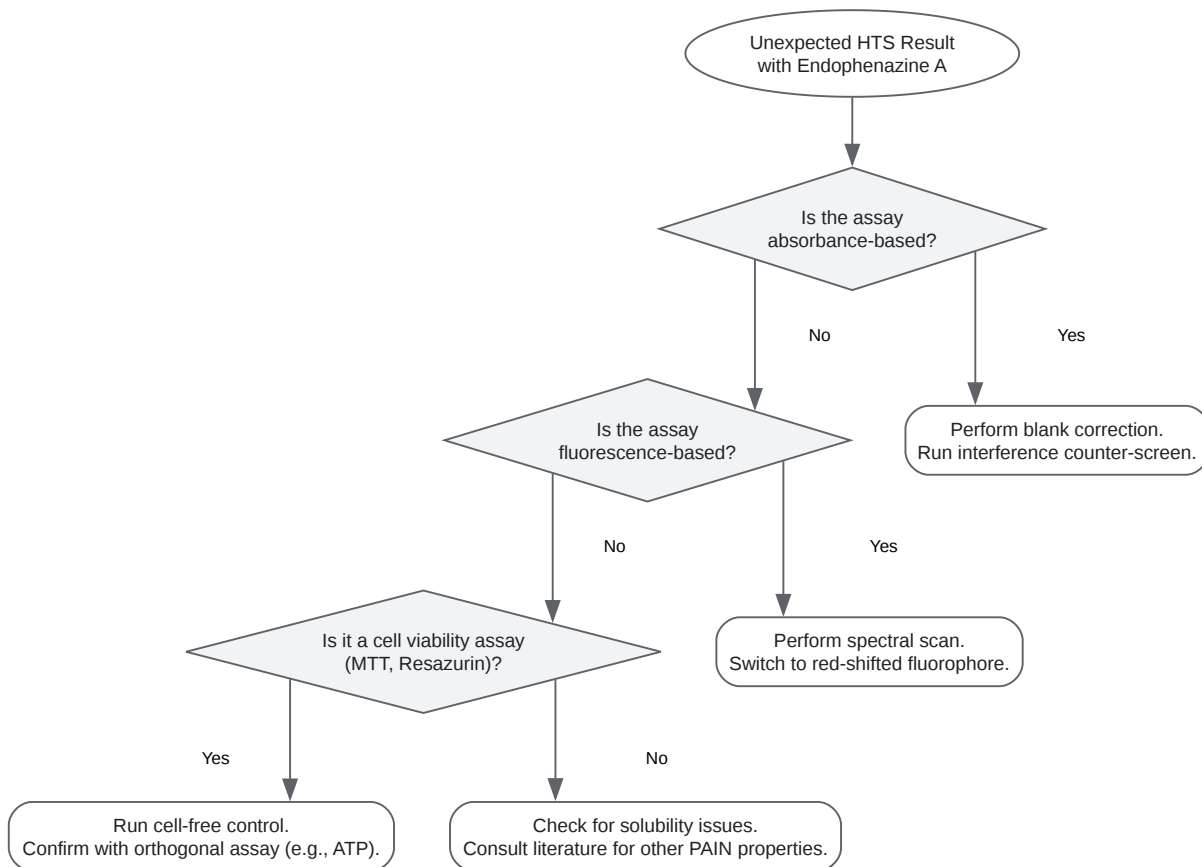 Unexpected HTS Result
with Endophenazine A
Is the assay
absorbance-based?
No
Yes
Is the assay
fluorescence-based?
Perform blank correction.
Run interference counter-screen.
No
Yes
Is it a cell viability assay
(MTT, Resazurin)?
Perform spectral scan.
Switch to red-shifted fluorophore.
Yes
No
Run cell-free control.
Confirm with orthogonal assay (e.g., ATP).
Check for solubility issues.
Consult literature for other PAIN properties.